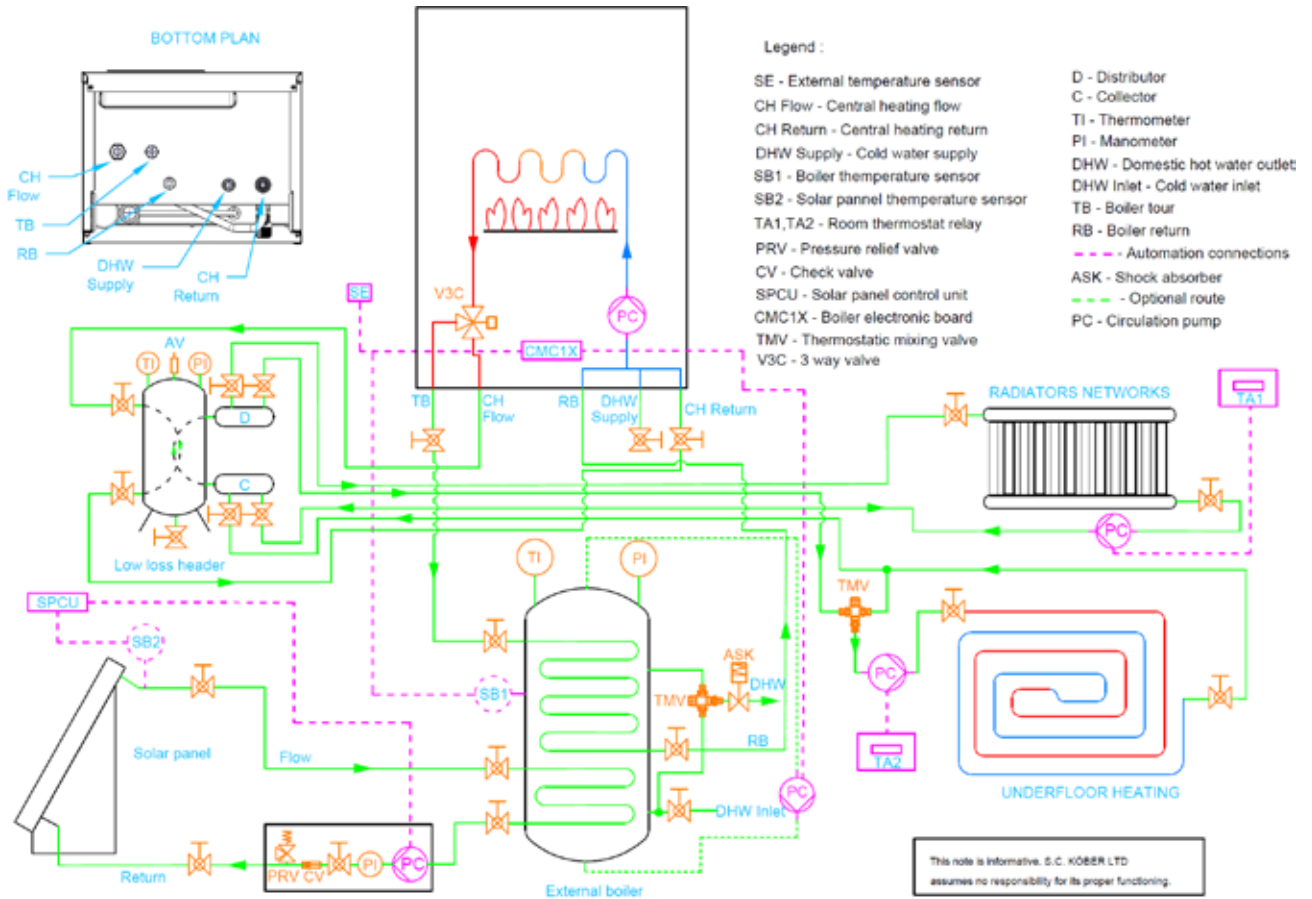 BOTTOM PLAN
CH
Flow
TB
RB
DHW
Supply
CH
Return
Legend :
SE - External temperature sensor
CH Flow - Central heating flow
CH Return - Central heating return
DHW Supply - Cold water supply
SB1 - Boiler themperature sensor
SB2 - Solar pannel themperature sensor
TA1,TA2 - Room thermostat relay
PRV - Pressure relief valve
CV - Check valve
SPCU - Solar panel control unit
CMC1X - Boiler electronic board
TMV - Thermostatic mixing valve
V3C - 3 way valve
D - Distributor
C - Collector
TI - Thermometer
PI - Manometer
DHW - Domestic hot water outlet
DHW Inlet - Cold water inlet
TB - Boiler tour
RB - Boiler return
- Automation connections
ASK - Shock absorber
- Optional route
PC - Circulation pump
SE
V3C
PC
CMC1X
TB
CH
Flow
RB
DHW
Supply
CH Return
AV
TI
PI
D
C
Low loss header
RADIATORS NETWORKS
TA1
PC
SPCU
SB2
TI
PI
TMV
PC
TA2
UNDERFLOOR HEATING
SB1
ASK
DHW
TMV
RB
Solar panel
Flow
DHW Inlet
PC
Return
PRV
CV
PI
PC
External boiler
This note is informative. S.C. KÖBER LTD
assumes no responsibility for its proper functioning.